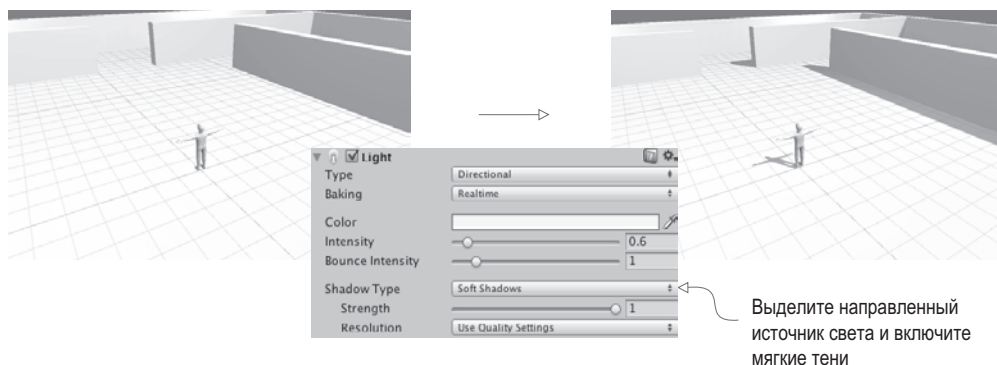 Light
Type Directional
Baking Realtime
Color
Intensity 0.6
Bounce Intensity 1
Shadow Type Soft Shadows
Strength 1
Resolution Use Quality Settings
Выделите направленный
источник света и включите
мягкие тени